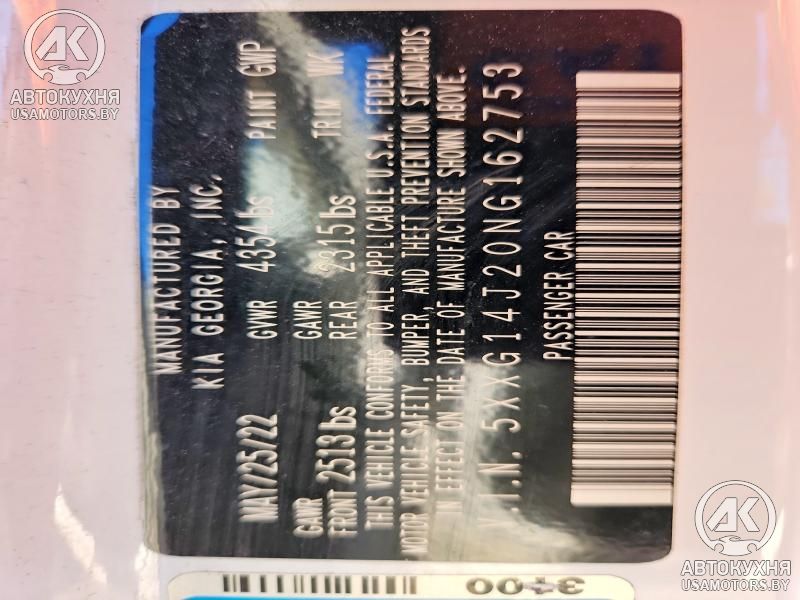 MANUFACTURED BY
KIA GEORGIA, INC.
MAY/25/22 GVWR 4354lbs PAINT GWP
GAWR GAWR
FRONT 2513lbs REAR 2315lbs TRIM WK
THIS VEHICLE CONFORMS TO ALL APPLICABLE U.S.A. FEDERAL
MOTOR VEHICLE SAFETY, BUMPER, AND THEFT PREVENTION STANDARDS
IN EFFECT ON THE DATE OF MANUFACTURE SHOWN ABOVE.
V.I.N. 5XXG14J20NG162753
PASSENGER CAR
AK
АВТОКУХНЯ
USAMOTORS.BY
AK
АВТОКУХНЯ
USAMOTORS.BY